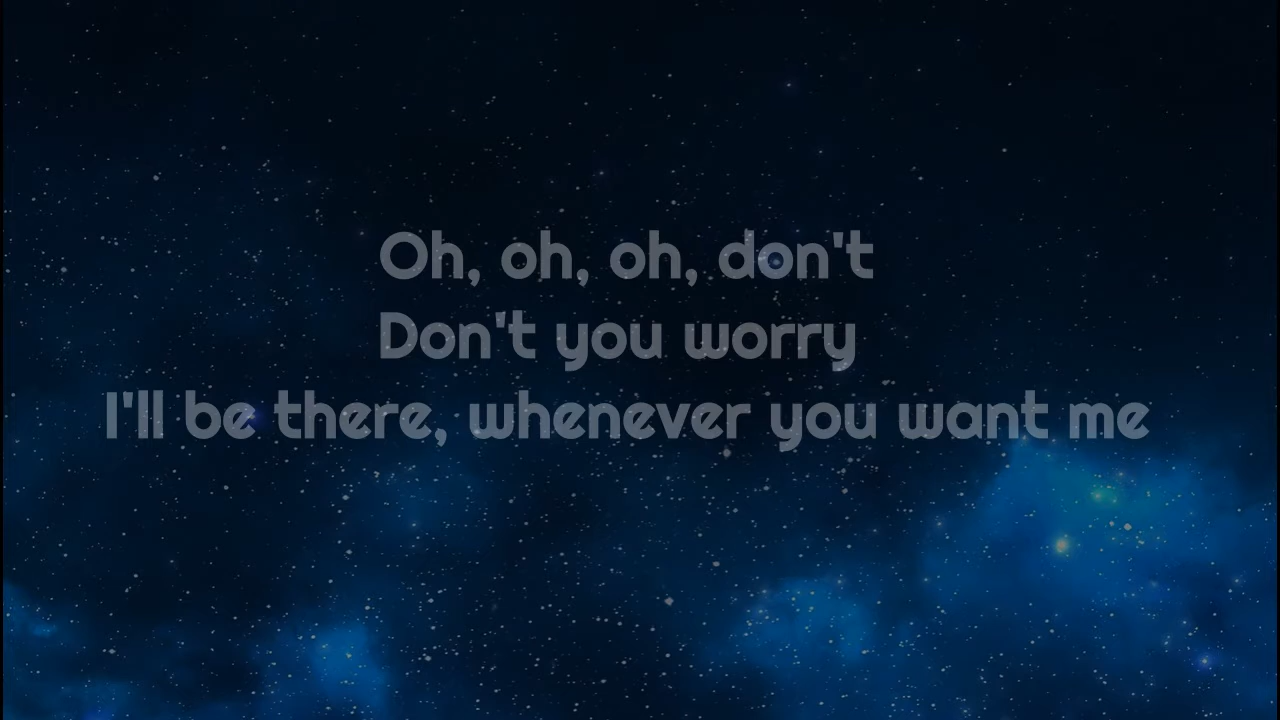 Oh, oh, oh, don't
Don't you worry
I'll be there, whenever you want me